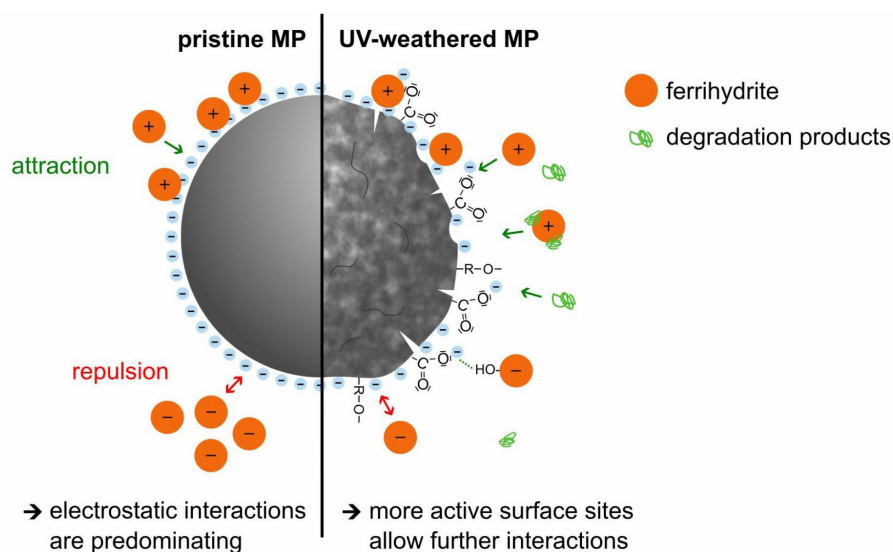 pristine MP
UV-weathered MP
ferrihydrite
degradation products
attraction
repulsion
+
+
+
+
+
+
+
+
−
−
−
−
−
−
O
C
O
O
C
O
R-O-
O
C
O
O
C
O
HO
R-O-
→ electrostatic interactions
are predominating
→ more active surface sites
allow further interactions